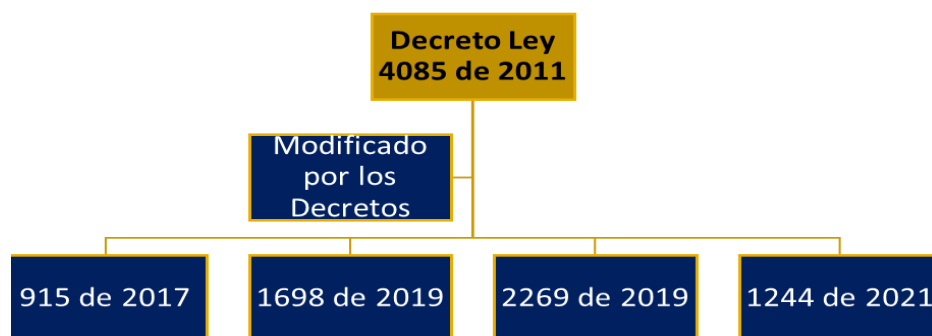 Decreto Ley
4085 de 2011
Modificado
por los
Decretos
915 de 2017
1698 de 2019
2269 de 2019
1244 de 2021